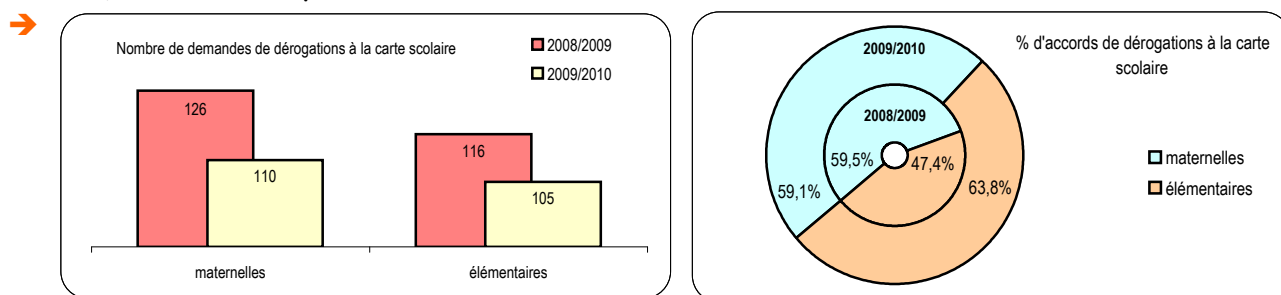 Nombre de demandes de dérogations à la carte scolaire
2008/2009
2009/2010
126
110
116
105
maternelles
élémentaires
% d'accords de dérogations à la carte
scolaire
2009/2010
2008/2009
59,5%
47,4%
59,1%
63,8%
maternelles
élémentaires